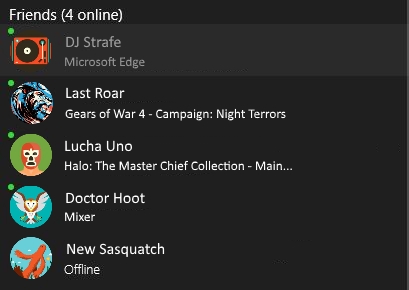 Friends (4 online)
DJ Strafe
Microsoft Edge
Last Roar
Gears of War 4 - Campaign: Night Terrors
Lucha Uno
Halo: The Master Chief Collection - Main...
Doctor Hoot
Mixer
New Sasquatch
Offline